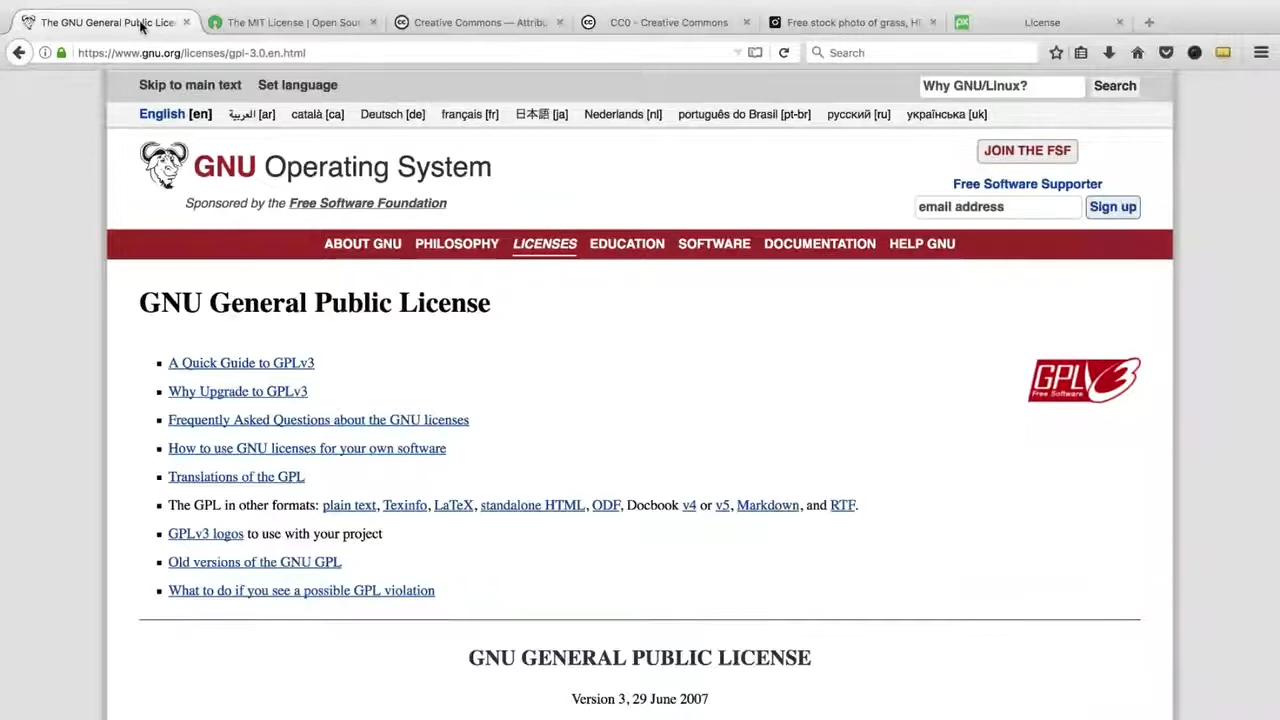 The GNU General Public Lice
The MIT License | Open Sou
Creative Commons — Attribu
CC0 - Creative Commons
Free stock photo of grass, H
License
https://www.gnu.org/licenses/gpl-3.0.en.html
Search
Skip to main text Set language
Why GNU/Linux? Search
English [en] العربية [ar] català [ca] Deutsch [de] français [fr] 日本語 [ja] Nederlands [nl] português do Brasil [pt-br] русский [ru] українська [uk]
GNU Operating System
Sponsored by the Free Software Foundation
JOIN THE FSF
Free Software Supporter
email address Sign up
ABOUT GNU PHILOSOPHY LICENSES EDUCATION SOFTWARE DOCUMENTATION HELP GNU
GNU General Public License
A Quick Guide to GPLv3
Why Upgrade to GPLv3
Frequently Asked Questions about the GNU licenses
How to use GNU licenses for your own software
Translations of the GPL
The GPL in other formats: plain text, Texinfo, LaTeX, standalone HTML, ODF, Docbook v4 or v5, Markdown, and RTF.
GPLv3 logos to use with your project
Old versions of the GNU GPL
What to do if you see a possible GPL violation
GPLv3
Free Software
GNU GENERAL PUBLIC LICENSE
Version 3, 29 June 2007